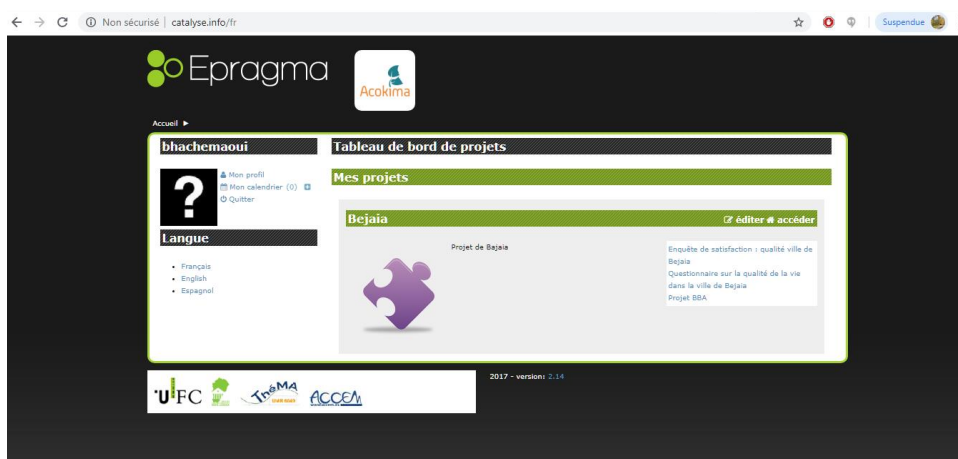 Non sécurisé | catalyse.info/fr
Suspendue
Epragma
Acokima
Accueil
bhachemaoui
Tableau de bord de projets
Mon profil
Mon calendrier (0)
Quitter
Mes projets
Bejaia
éditer accéder
Langue
Français
English
Espagnol
Projet de Bajaia
Enquête de satisfaction : qualité ville de
Bejaia
Questionnaire sur la qualité de la vie
dans la ville de Bejaia
Projet BBA
2017 - version: 2.14
UFC
ThéMA
ACCEM